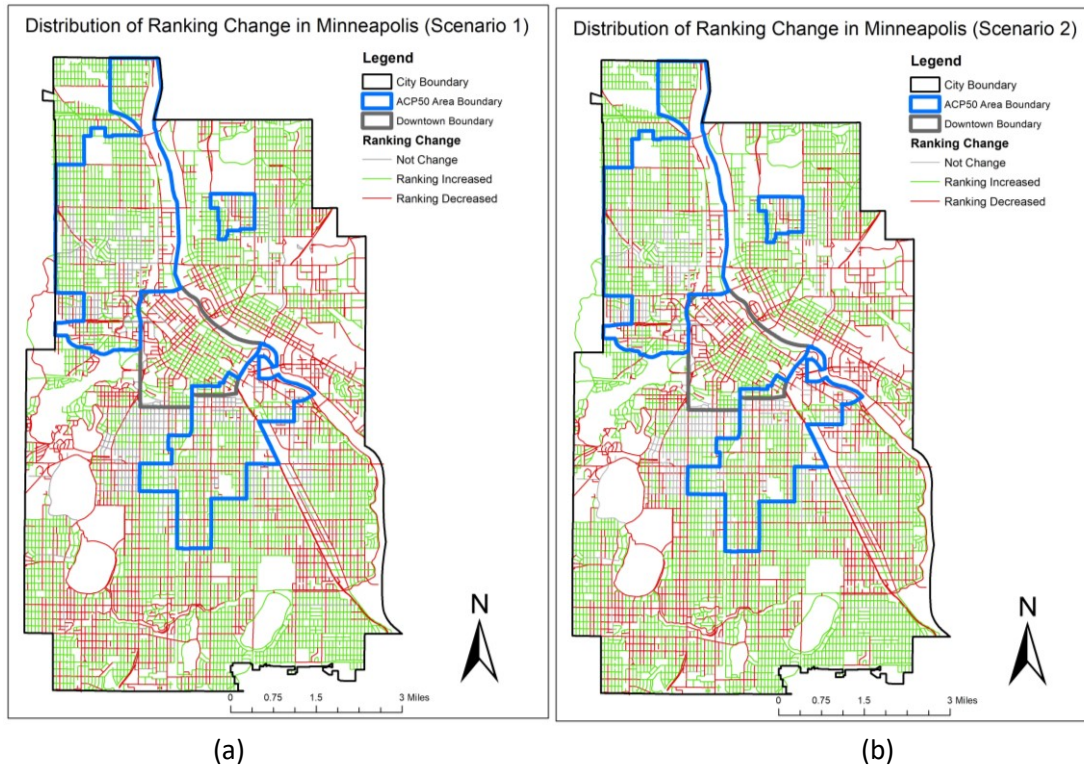 Distribution of Ranking Change in Minneapolis (Scenario 1)
Legend
City Boundary
ACP50 Area Boundary
Downtown Boundary
Ranking Change
Not Change
Ranking Increased
Ranking Decreased
N
0 0.75 1.5 3 Miles
(a)
Distribution of Ranking Change in Minneapolis (Scenario 2)
Legend
City Boundary
ACP50 Area Boundary
Downtown Boundary
Ranking Change
Not Change
Ranking Increased
Ranking Decreased
N
0 0.75 1.5 3 Miles
(b)